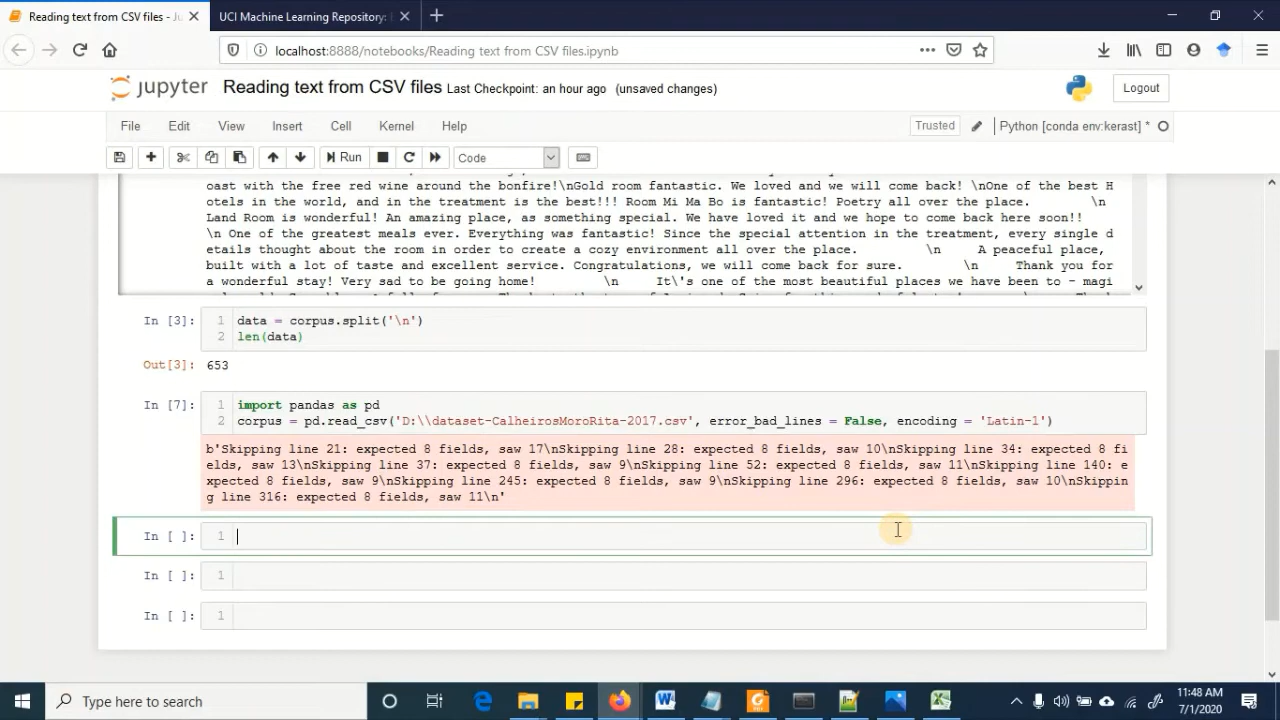 Reading text from CSV files - Ju
UCI Machine Learning Repository:
localhost:8888/notebooks/Reading text from CSV files.ipynb
jupyter Reading text from CSV files Last Checkpoint: an hour ago (unsaved changes)
Logout
File Edit View Insert Cell Kernel Help
Trusted Python [conda env:kerast] *
Run Code
oast with the free red wine around the bonfire!\nGold room fantastic. We loved and we will come back! \nOne of the best H
otels in the world, and in the treatment is the best!!! Room Mi Ma Bo is fantastic! Poetry all over the place. \n
Land Room is wonderful! An amazing place, as something special. We have loved it and we hope to come back here soon!!
\n One of the greatest meals ever. Everything was fantastic! Since the special attention in the treatment, every single d
etails thought about the room in order to create a cozy environment all over the place. \n A peaceful place,
built with a lot of taste and excellent service. Congratulations, we will come back for sure. \n Thank you for
a wonderful stay! Very sad to be going home! \n It\'s one of the most beautiful places we have been to - magi
In [3]: 1 data = corpus.split('\n')
2 len(data)
Out[3]: 653
In [7]: 1 import pandas as pd
2 corpus = pd.read_csv('D:\\dataset-CalheirosMoroRita-2017.csv', error_bad_lines = False, encoding = 'Latin-1')
b'Skipping line 21: expected 8 fields, saw 17\nSkipping line 28: expected 8 fields, saw 10\nSkipping line 34: expected 8 fi
elds, saw 13\nSkipping line 37: expected 8 fields, saw 9\nSkipping line 52: expected 8 fields, saw 11\nSkipping line 140: e
xpected 8 fields, saw 9\nSkipping line 245: expected 8 fields, saw 9\nSkipping line 296: expected 8 fields, saw 10\nSkippin
g line 316: expected 8 fields, saw 11\n'
In [ ]: 1
In [ ]: 1
In [ ]: 1
Type here to search
11:48 AM
7/1/2020